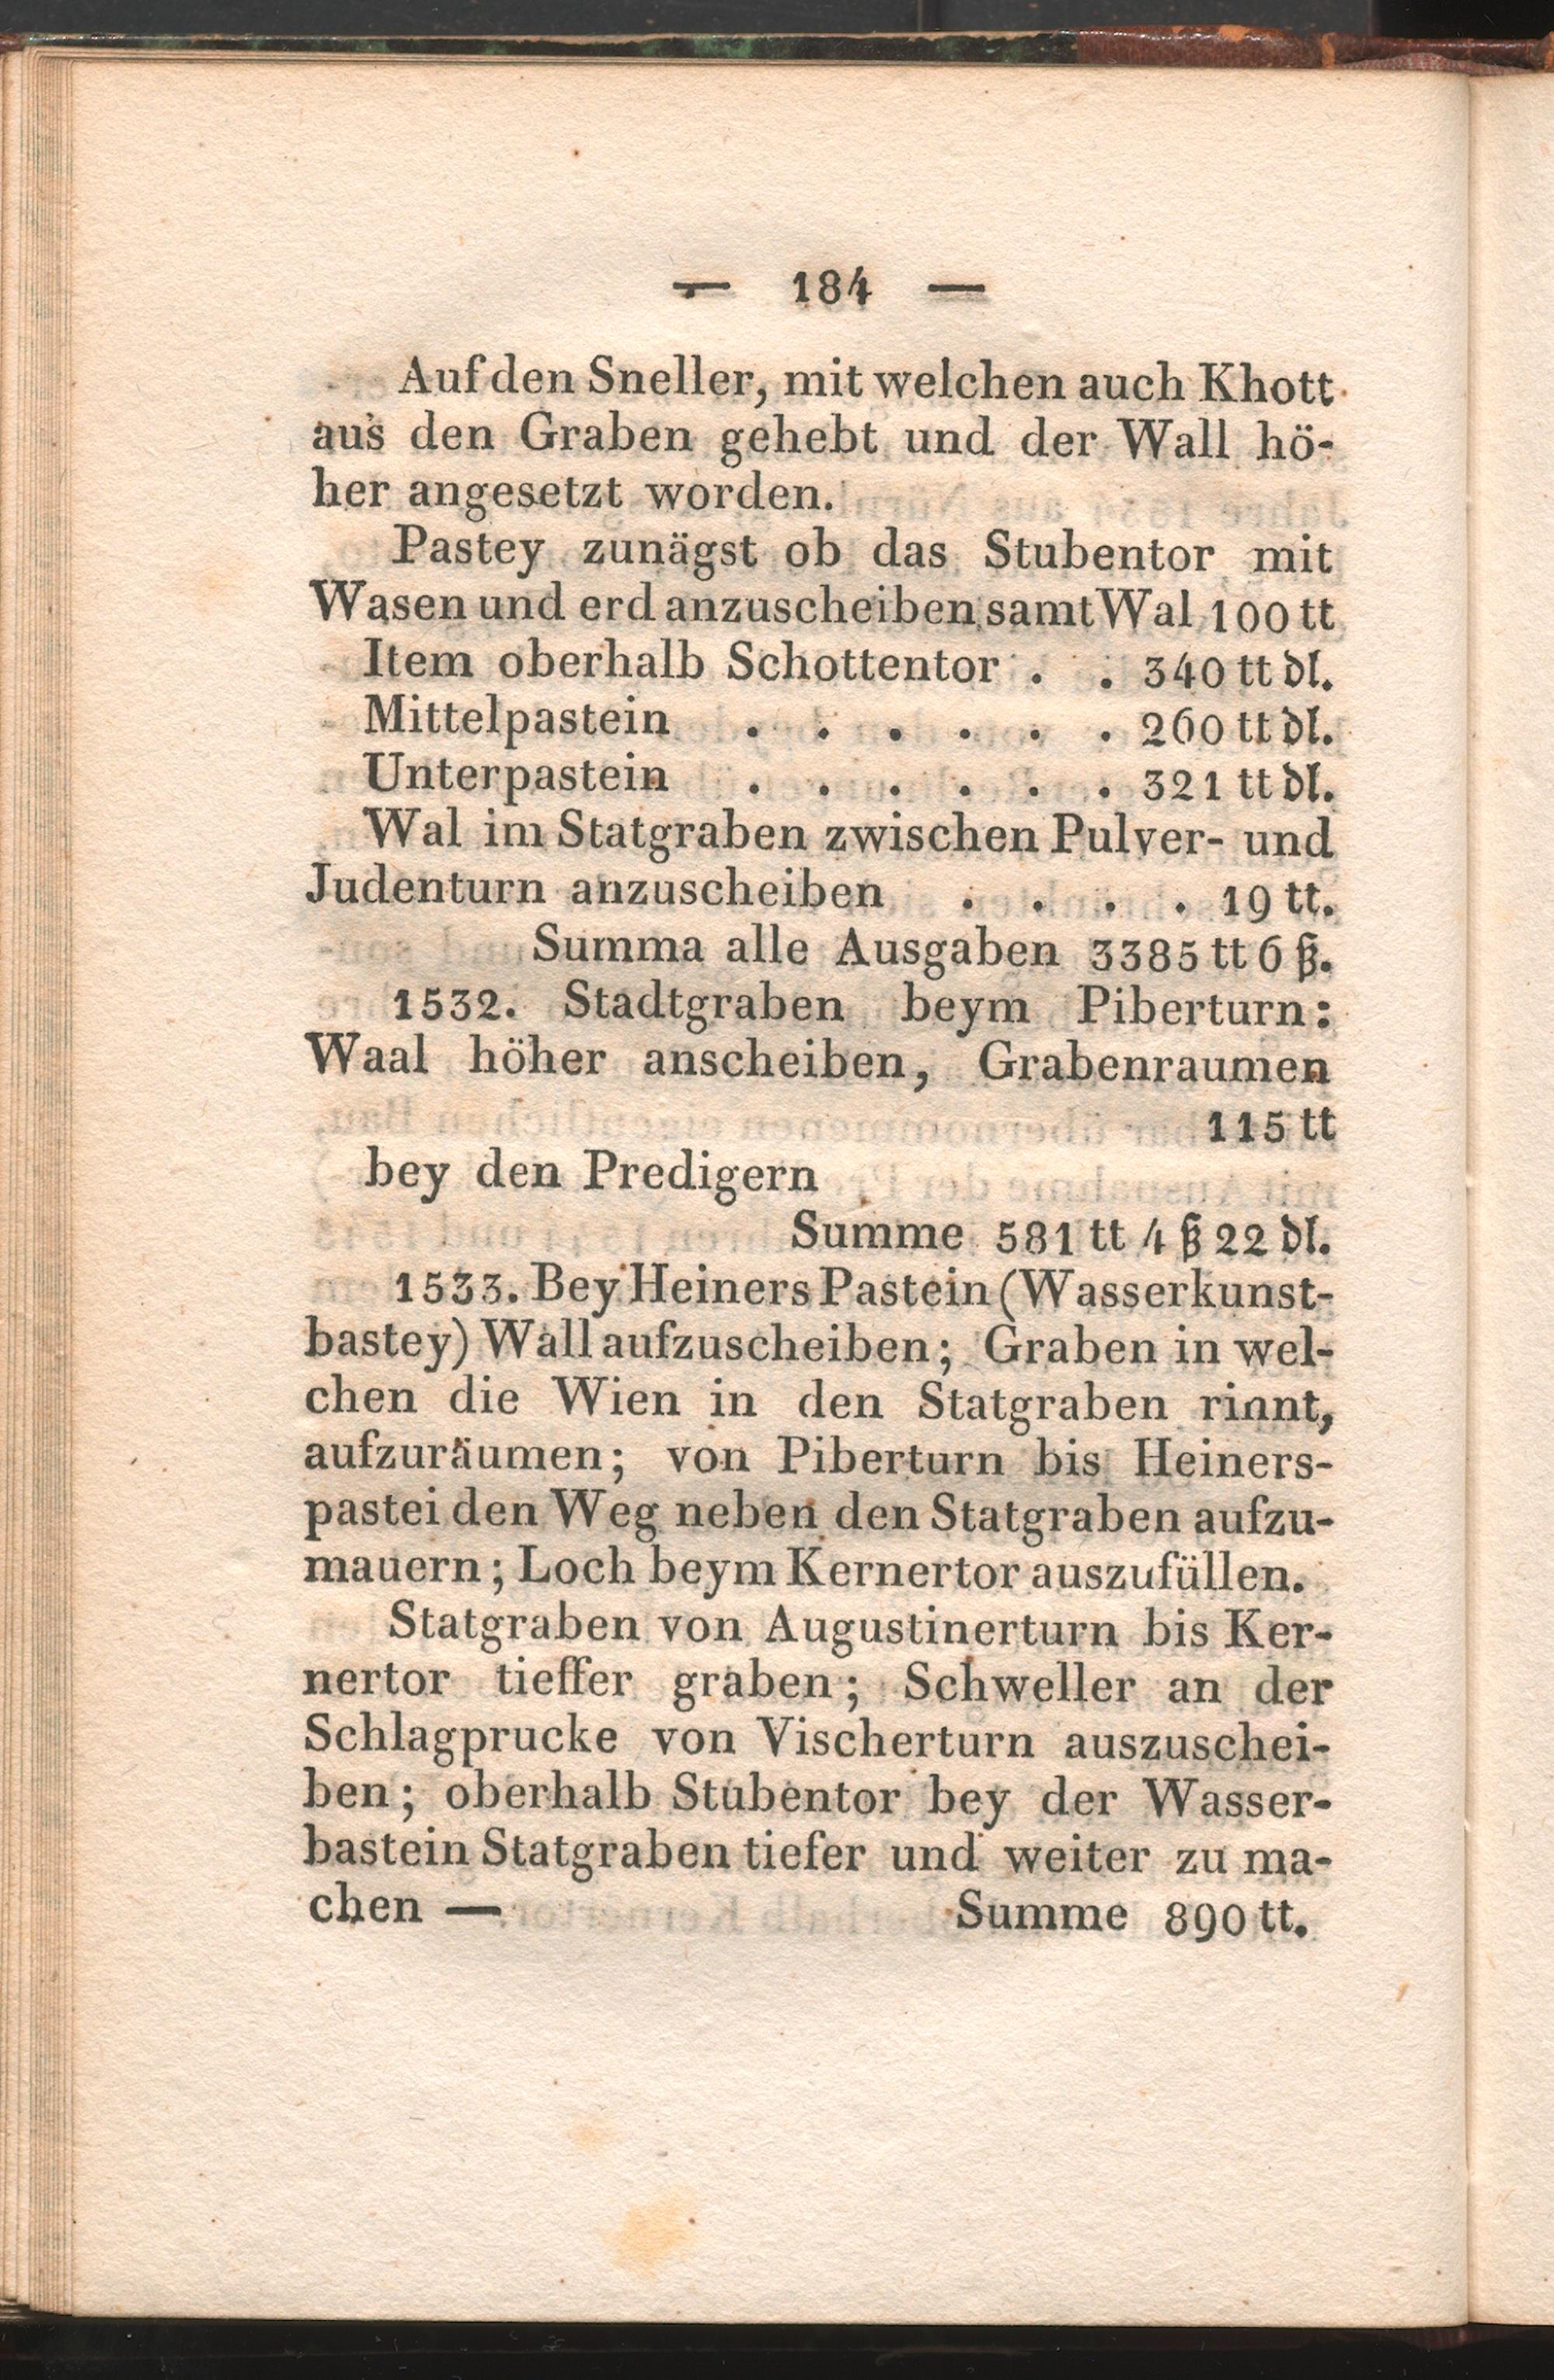 — 184 —
Auf den Sneller, mit welchen auch Khott
aus den Graben gehebt und der Wall hö-
her angesetzt worden.
Pastey zunägst ob das Stubentor mit
Wasen und erd anzuscheiben samt Wal 100 tt
Item oberhalb Schottentor . . 340 tt dl.
Mittelpastein . . . . . . 260 tt dl.
Unterpastein . . . . . . 321 tt dl.
Wal im Statgraben zwischen Pulver- und
Judenturn anzuscheiben . . . . 19 tt.
Summa alle Ausgaben 3385 tt 6 ß.
1532. Stadtgraben beym Piberturn:
Waal höher anscheiben, Grabenraumen
115 tt
bey den Predigern
Summe 581 tt 4 ß 22 dl.
1533. Bey Heiners Pastein (Wasserkunst-
bastey) Wall aufzuscheiben; Graben in wel-
chen die Wien in den Statgraben rinnt,
aufzuräumen; von Piberturn bis Heiners-
pastei den Weg neben den Statgraben aufzu-
mauern; Loch beym Kernertor auszufüllen.
Statgraben von Augustinerturn bis Ker-
nertor tieffer graben; Schweller an der
Schlagprucke von Vischerturn auszuschei-
ben; oberhalb Stubentor bey der Wasser-
bastein Statgraben tiefer und weiter zu ma-
chen — Summe 890 tt.